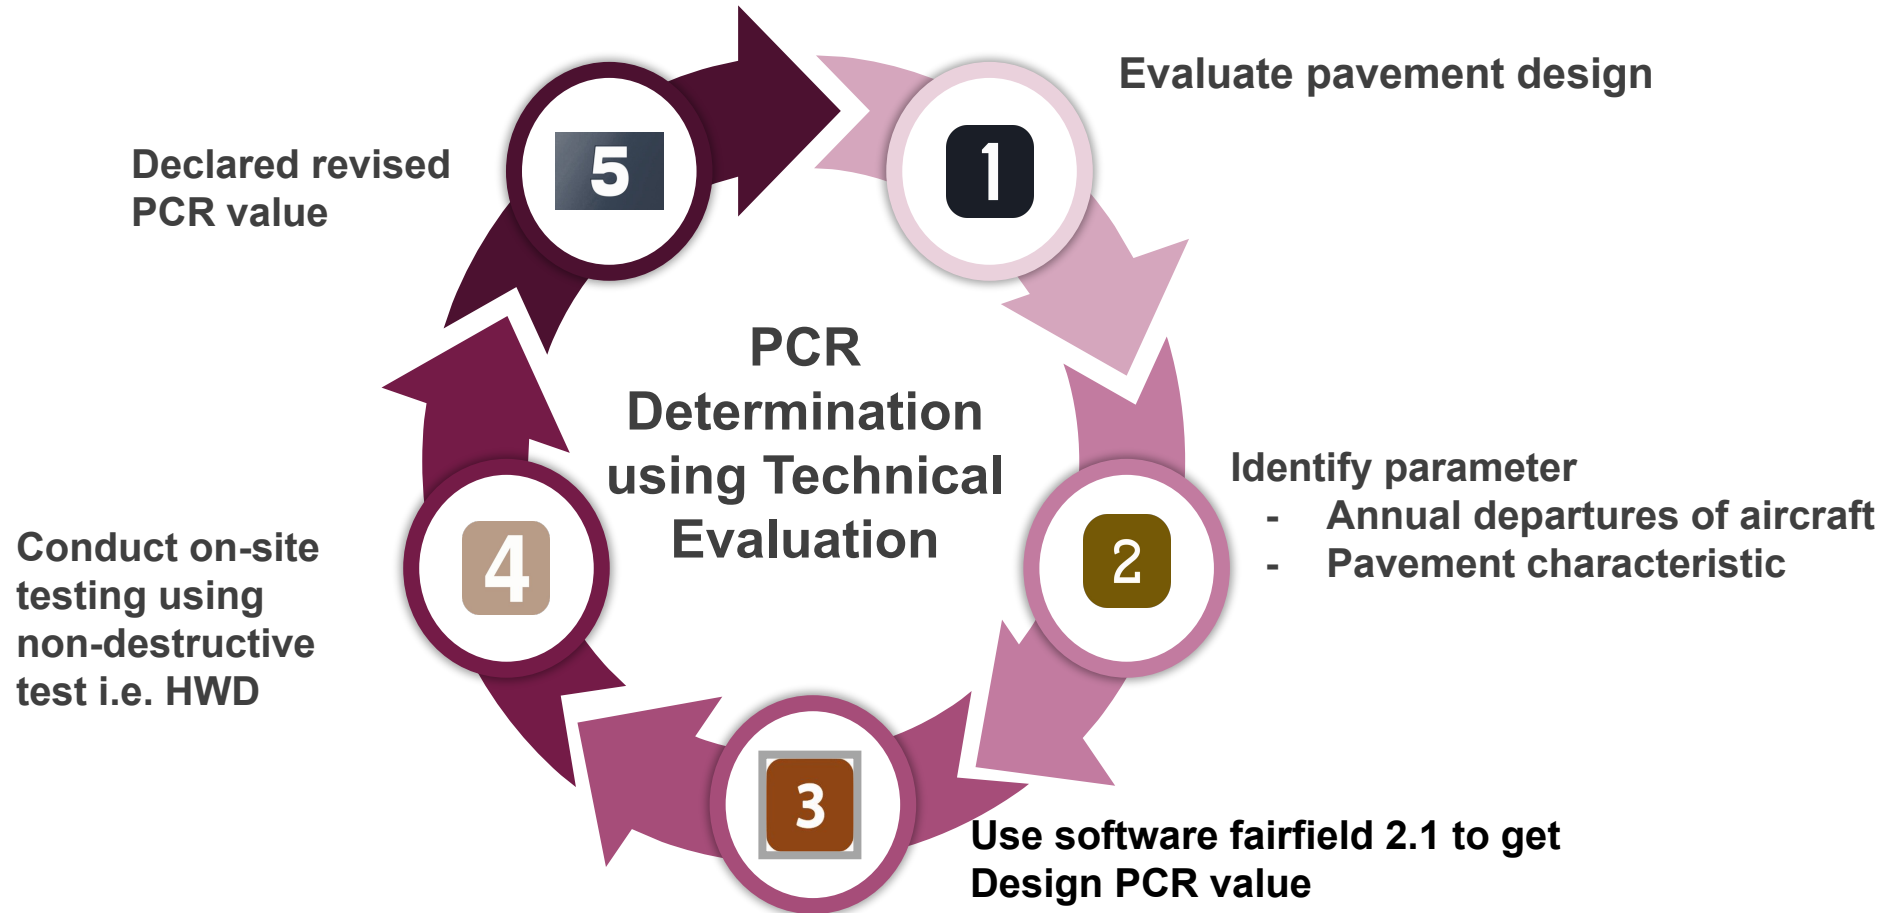 PCR
Determination
using Technical
Evaluation
1
Evaluate pavement design
2
Identify parameter
- Annual departures of aircraft
- Pavement characteristic
3
Use software fairfield 2.1 to get
Design PCR value
4
Conduct on-site
testing using
non-destructive
test i.e. HWD
5
Declared revised
PCR value